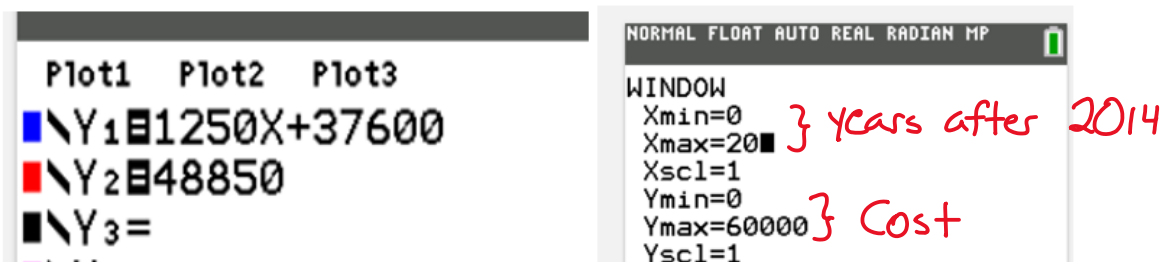 Plot1 Plot2 Plot3
\Y1=1250X+37600
\Y2=48850
\Y3=
NORMAL FLOAT AUTO REAL RADIAN MP
WINDOW
Xmin=0
Xmax=20
} years after 2014
Xscl=1
Ymin=0
Ymax=60000
} Cost
Yscl=1